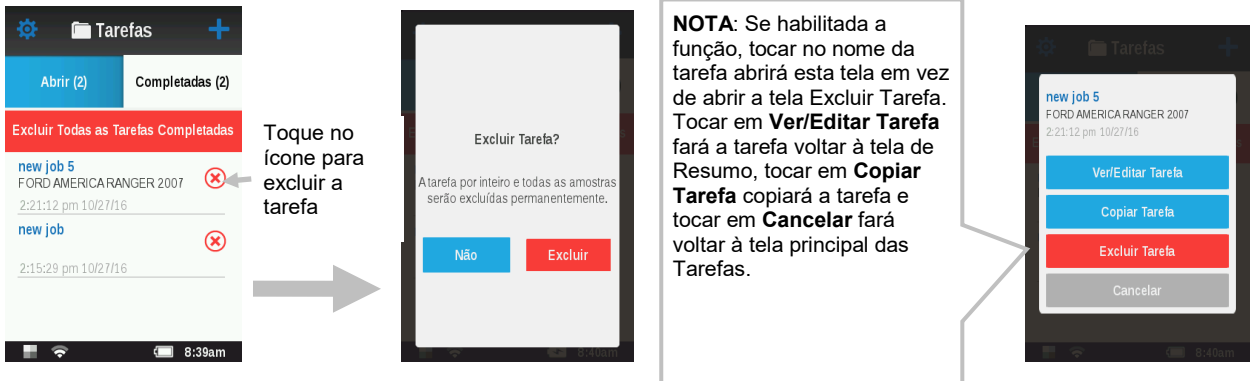 Tarefas
Abrir (2)
Completadas (2)
Excluir Todas as Tarefas Completadas
new job 5
FORD AMERICA RANGER 2007
2:21:12 pm 10/27/16
new job
2:15:29 pm 10/27/16
8:39am
Toque no
ícone para
excluir a
tarefa
Excluir Tarefa?
A tarefa por inteiro e todas as amostras
serão excluídas permanentemente.
Não
Excluir
8:40am
NOTA: Se habilitada a
função, tocar no nome da
tarefa abrirá esta tela em vez
de abrir a tela Excluir Tarefa.
Tocar em Ver/Editar Tarefa
fará a tarefa voltar à tela de
Resumo, tocar em Copiar
Tarefa copiará a tarefa e
tocar em Cancelar fará
voltar à tela principal das
Tarefas.
Tarefas
new job 5
FORD AMERICA RANGER 2007
2:21:12 pm 10/27/16
Ver/Editar Tarefa
Copiar Tarefa
Excluir Tarefa
Cancelar
8:40am